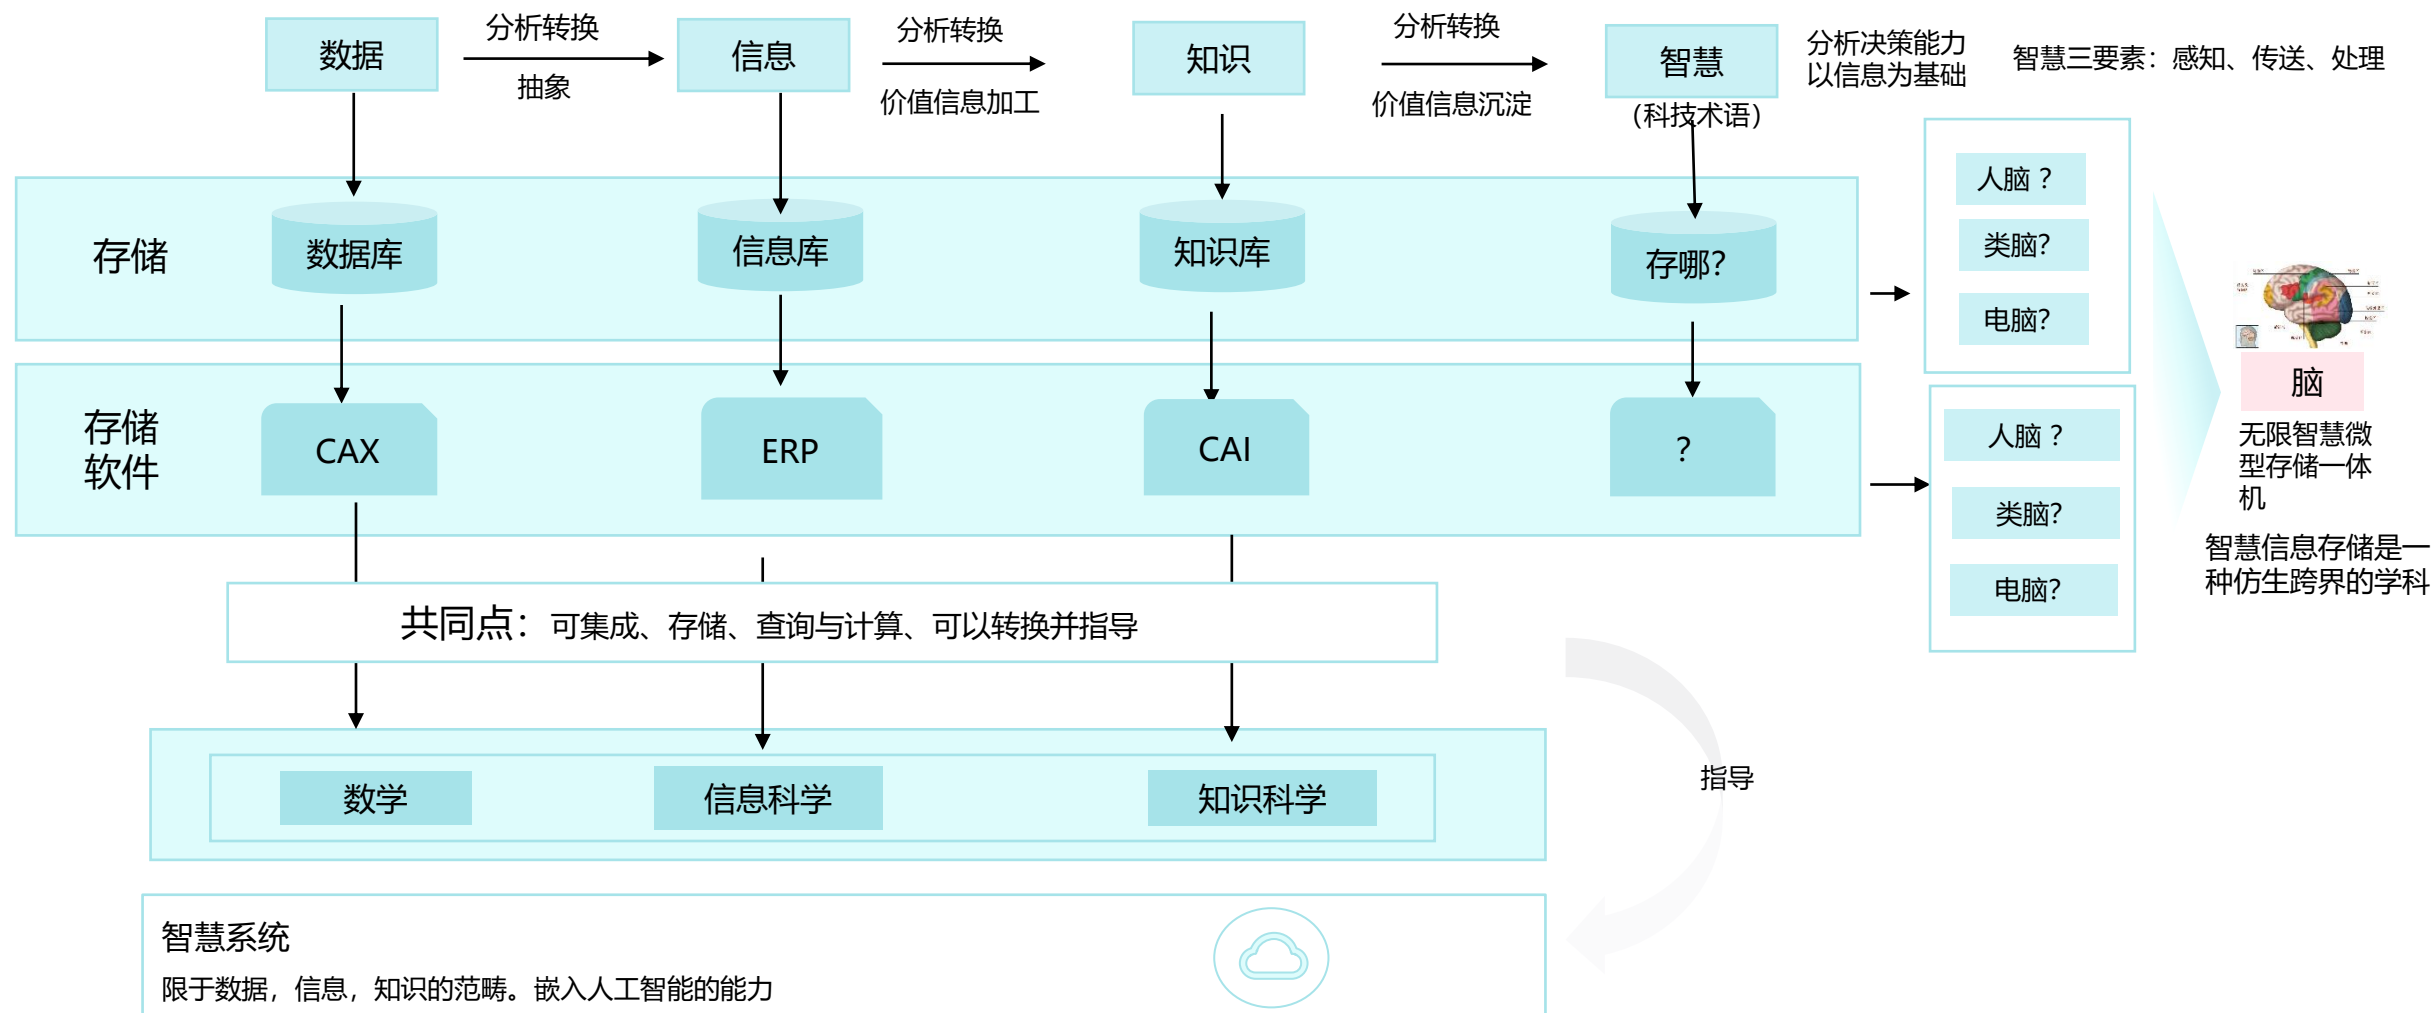 数据
分析转换
抽象
信息
分析转换
价值信息加工
知识
分析转换
价值信息沉淀
智慧
(科技术语)
分析决策能力
以信息为基础
智慧三要素：感知、传送、处理
存储
数据库
信息库
知识库
存哪？
人脑？
类脑？
电脑？
存储
软件
CAX
ERP
CAI
？
人脑？
类脑？
电脑？
脑
无限智慧微
型存储一体
机
智慧信息存储是一
种仿生跨界的学科
共同点：可集成、存储、查询与计算、可以转换并指导
数学
信息科学
知识科学
指导
智慧系统
限于数据，信息，知识的范畴。嵌入人工智能的能力